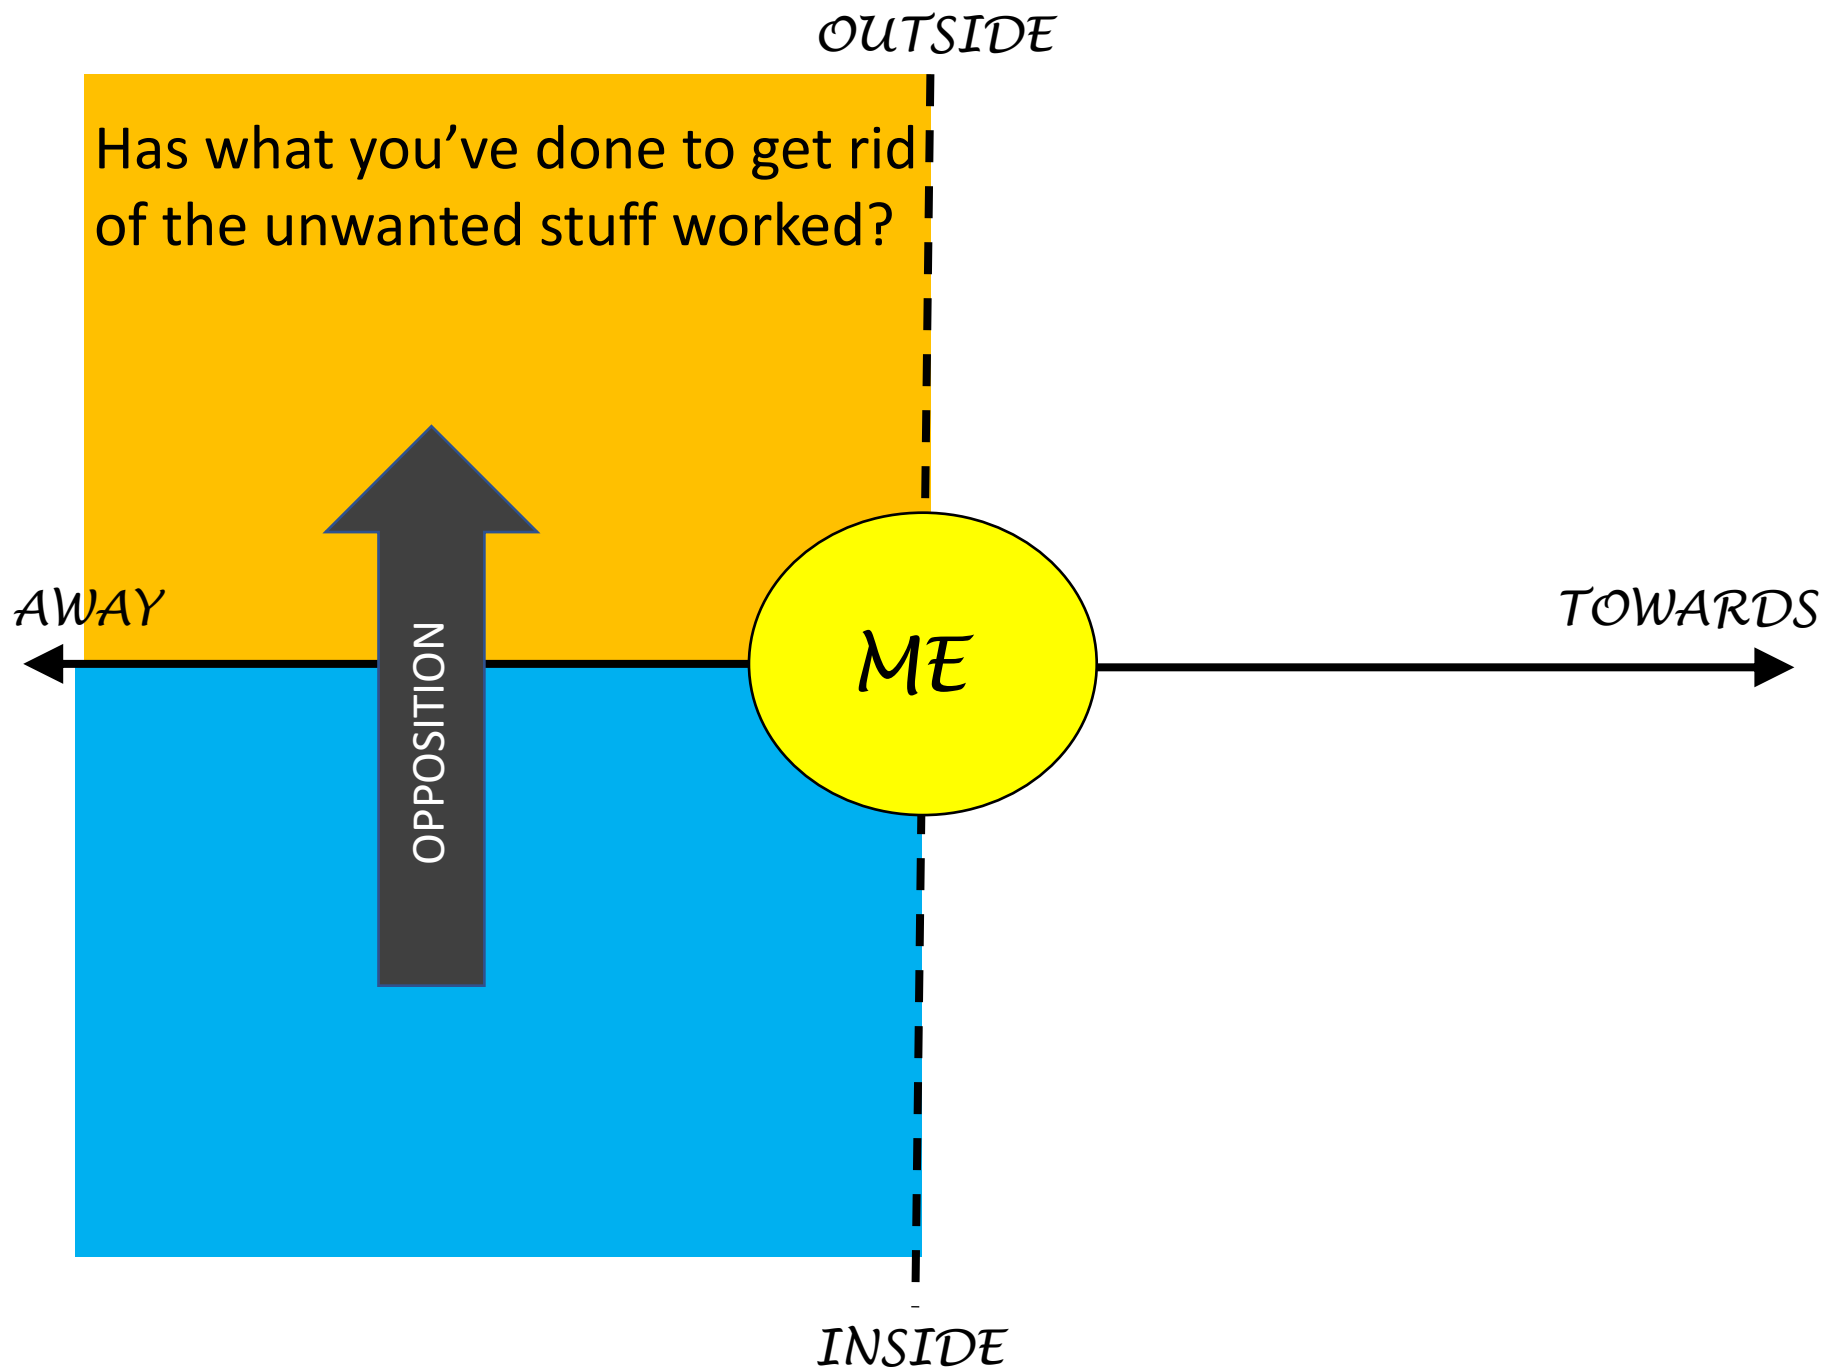 OUTSIDE
Has what you’ve done to get rid
of the unwanted stuff worked?
AWAY
TOWARDS
ME
OPPOSITION
INSIDE